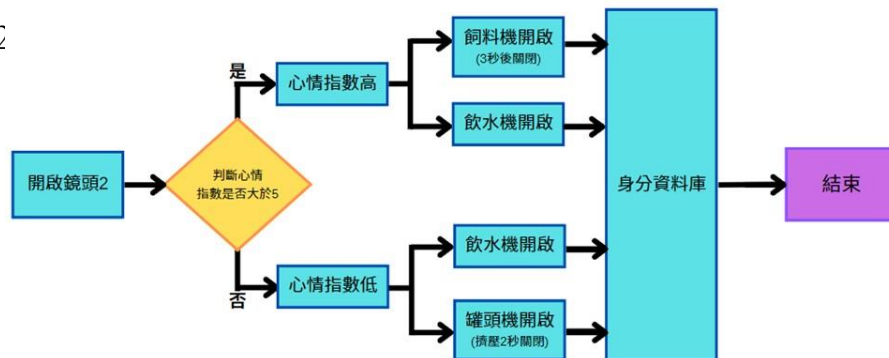 開啟鏡頭2
判斷心情
指數是否大於5
是
否
心情指數高
心情指數低
飼料機開啟
(3秒後關閉)
飲水機開啟
飲水機開啟
罐頭機開啟
(擠壓2秒關閉)
身分資料庫
結束